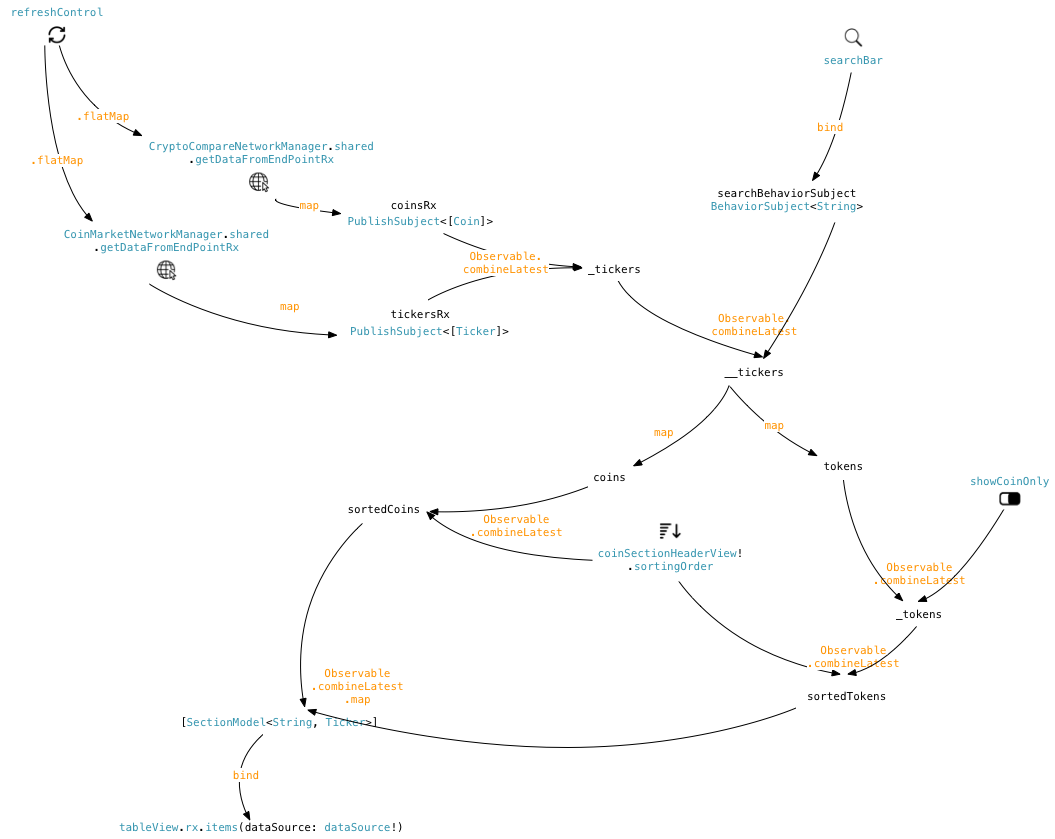 refreshControl
searchBar
.flatMap
bind
CryptoCompareNetworkManager.shared
.getDataFromEndPointRx
.flatMap
searchBehaviorSubject
BehaviorSubject<String>
map
coinsRx
PublishSubject<[Coin]>
CoinMarketNetworkManager.shared
.getDataFromEndPointRx
Observable.
combineLatest
_tickers
map
tickersRx
PublishSubject<[Ticker]>
Observable.
combineLatest
__tickers
map
map
tokens
coins
showCoinOnly
sortedCoins
Observable
.combineLatest
coinSectionHeaderView!
.sortingOrder
Observable
.combineLatest
_tokens
Observable
.combineLatest
Observable
.combineLatest
.map
sortedTokens
[SectionModel<String, Ticker>]
bind
tableView.rx.items(dataSource: dataSource!)